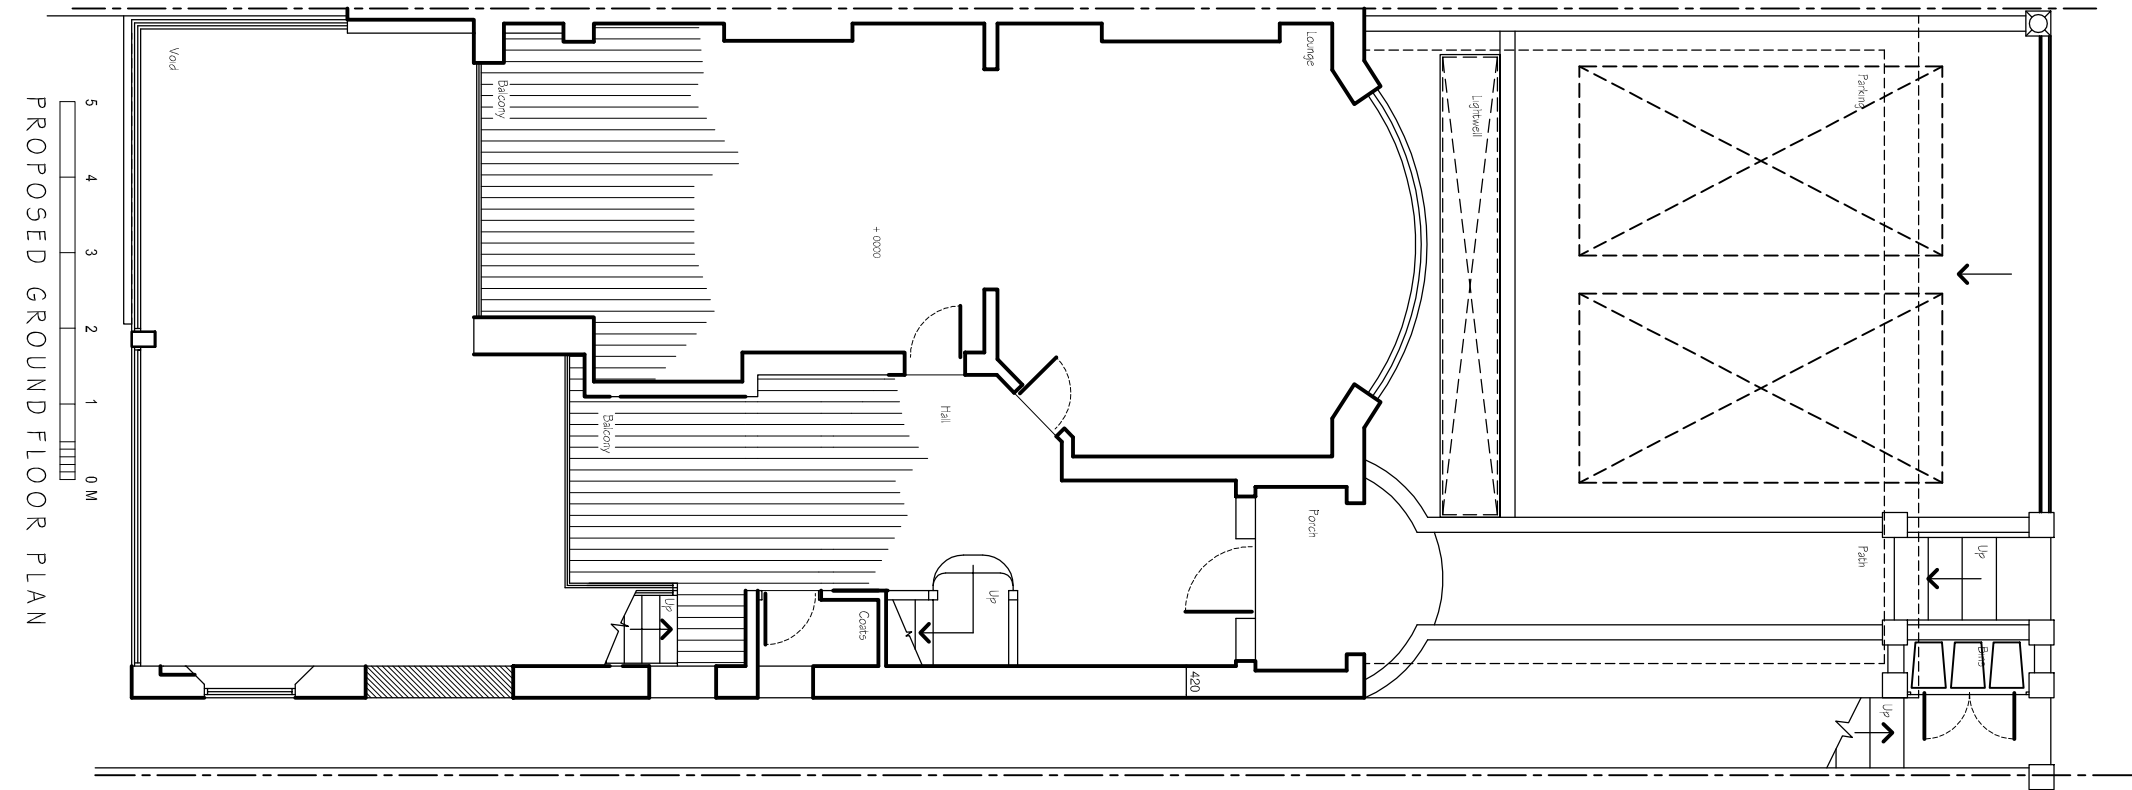 PROPOSED GROUND FLOOR PLAN
5 4 3 2 1 0 M
Void
Balcony
Balcony
Up
+ 0000
Hall
Coats
Up
Lounge
Porch
420
Lightwell
Parking
Path
Up
Bins
Up